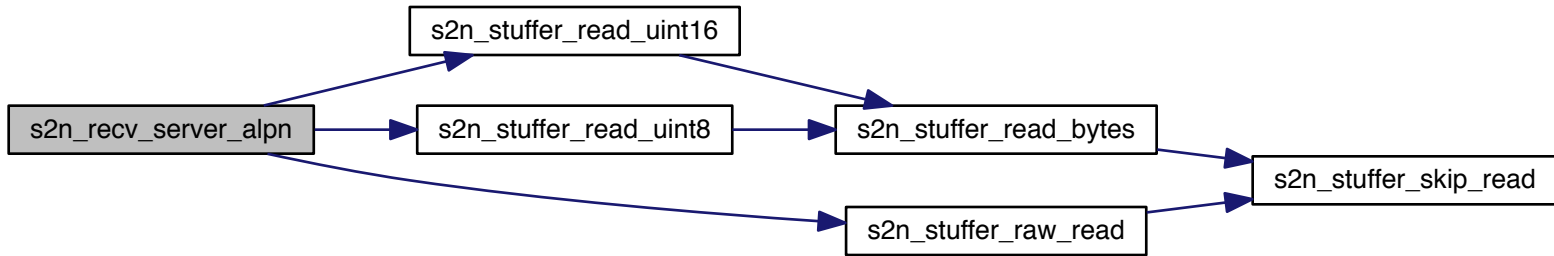 s2n_recv_server_alpn
s2n_stuffer_read_uint16
s2n_stuffer_read_uint8
s2n_stuffer_read_bytes
s2n_stuffer_raw_read
s2n_stuffer_skip_read